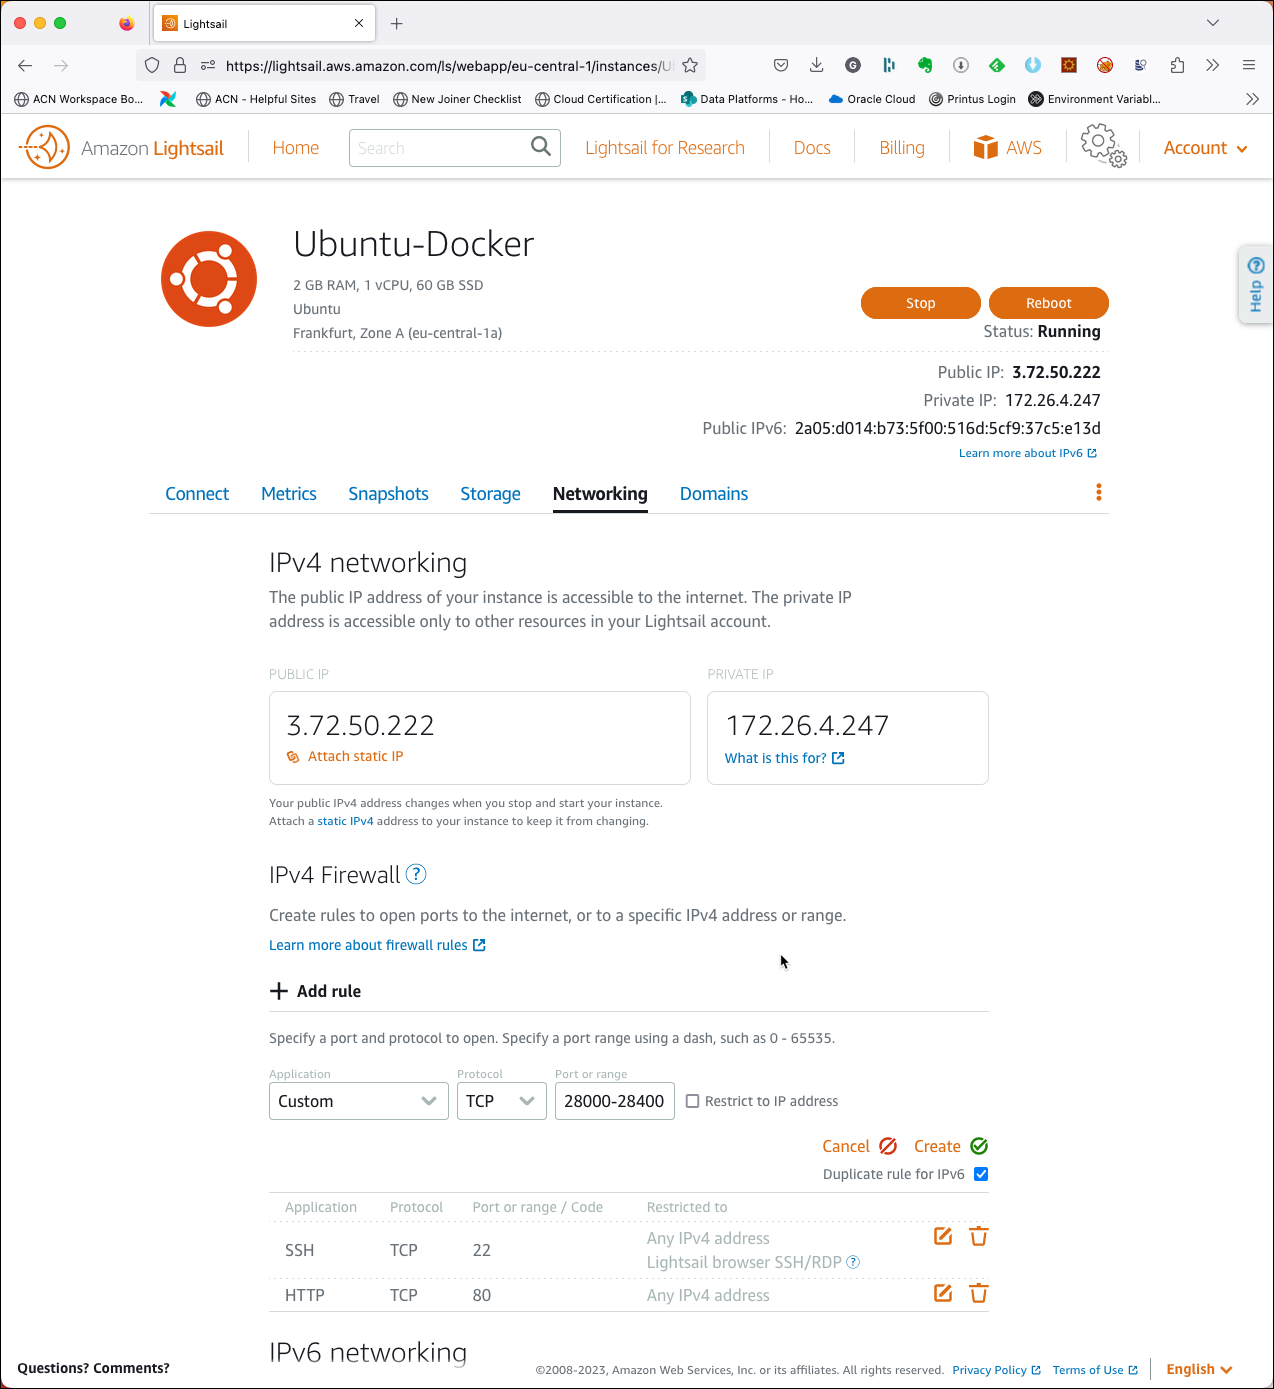 Lightsail
https://lightsail.aws.amazon.com/ls/webapp/eu-central-1/instances/U
ACN Workspace Bo...
ACN - Helpful Sites
Travel
New Joiner Checklist
Cloud Certification |...
Data Platforms - Ho...
Oracle Cloud
Printus Login
Environment Variabl...
Amazon Lightsail
Home
Search
Lightsail for Research
Docs
Billing
AWS
Account
Ubuntu-Docker
2 GB RAM, 1 vCPU, 60 GB SSD
Ubuntu
Frankfurt, Zone A (eu-central-1a)
Stop
Reboot
Status: Running
Help
Public IP: 3.72.50.222
Private IP: 172.26.4.247
Public IPv6: 2a05:d014:b73:5f00:516d:5cf9:37c5:e13d
Learn more about IPv6
Connect
Metrics
Snapshots
Storage
Networking
Domains
IPv4 networking
The public IP address of your instance is accessible to the internet. The private IP
address is accessible only to other resources in your Lightsail account.
PUBLIC IP
PRIVATE IP
3.72.50.222
Attach static IP
172.26.4.247
What is this for?
Your public IPv4 address changes when you stop and start your instance.
Attach a static IPv4 address to your instance to keep it from changing.
IPv4 Firewall ?
Create rules to open ports to the internet, or to a specific IPv4 address or range.
Learn more about firewall rules
+ Add rule
Specify a port and protocol to open. Specify a port range using a dash, such as 0 - 65535.
Application
Protocol
Port or range
Custom
TCP
28000-28400
Restrict to IP address
Cancel
Create
Duplicate rule for IPv6
Application Protocol Port or range / Code Restricted to
SSH TCP 22 Any IPv4 address
Lightsail browser SSH/RDP ?
HTTP TCP 80 Any IPv4 address
IPv6 networking
Questions? Comments?
©2008-2023, Amazon Web Services, Inc. or its affiliates. All rights reserved. Privacy Policy Terms of Use
English